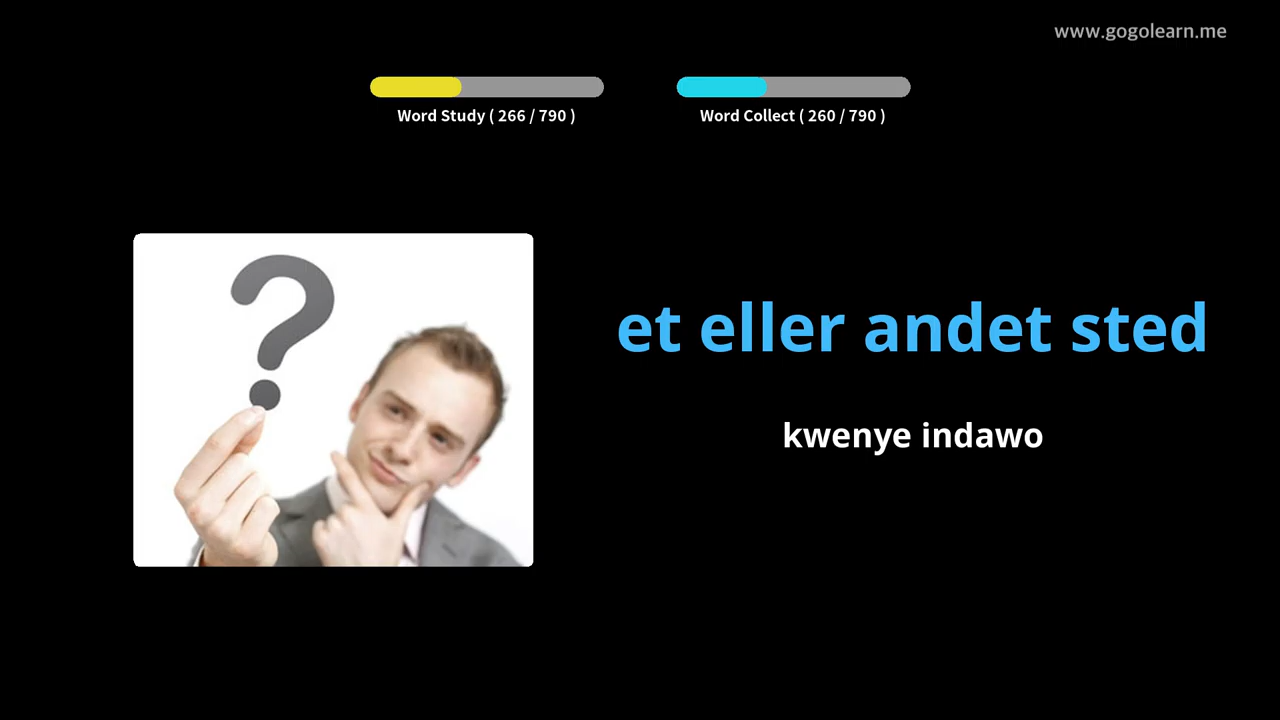 www.gogolearn.me
Word Study ( 266 / 790 )
Word Collect ( 260 / 790 )
et eller andet sted
kwenye indawo